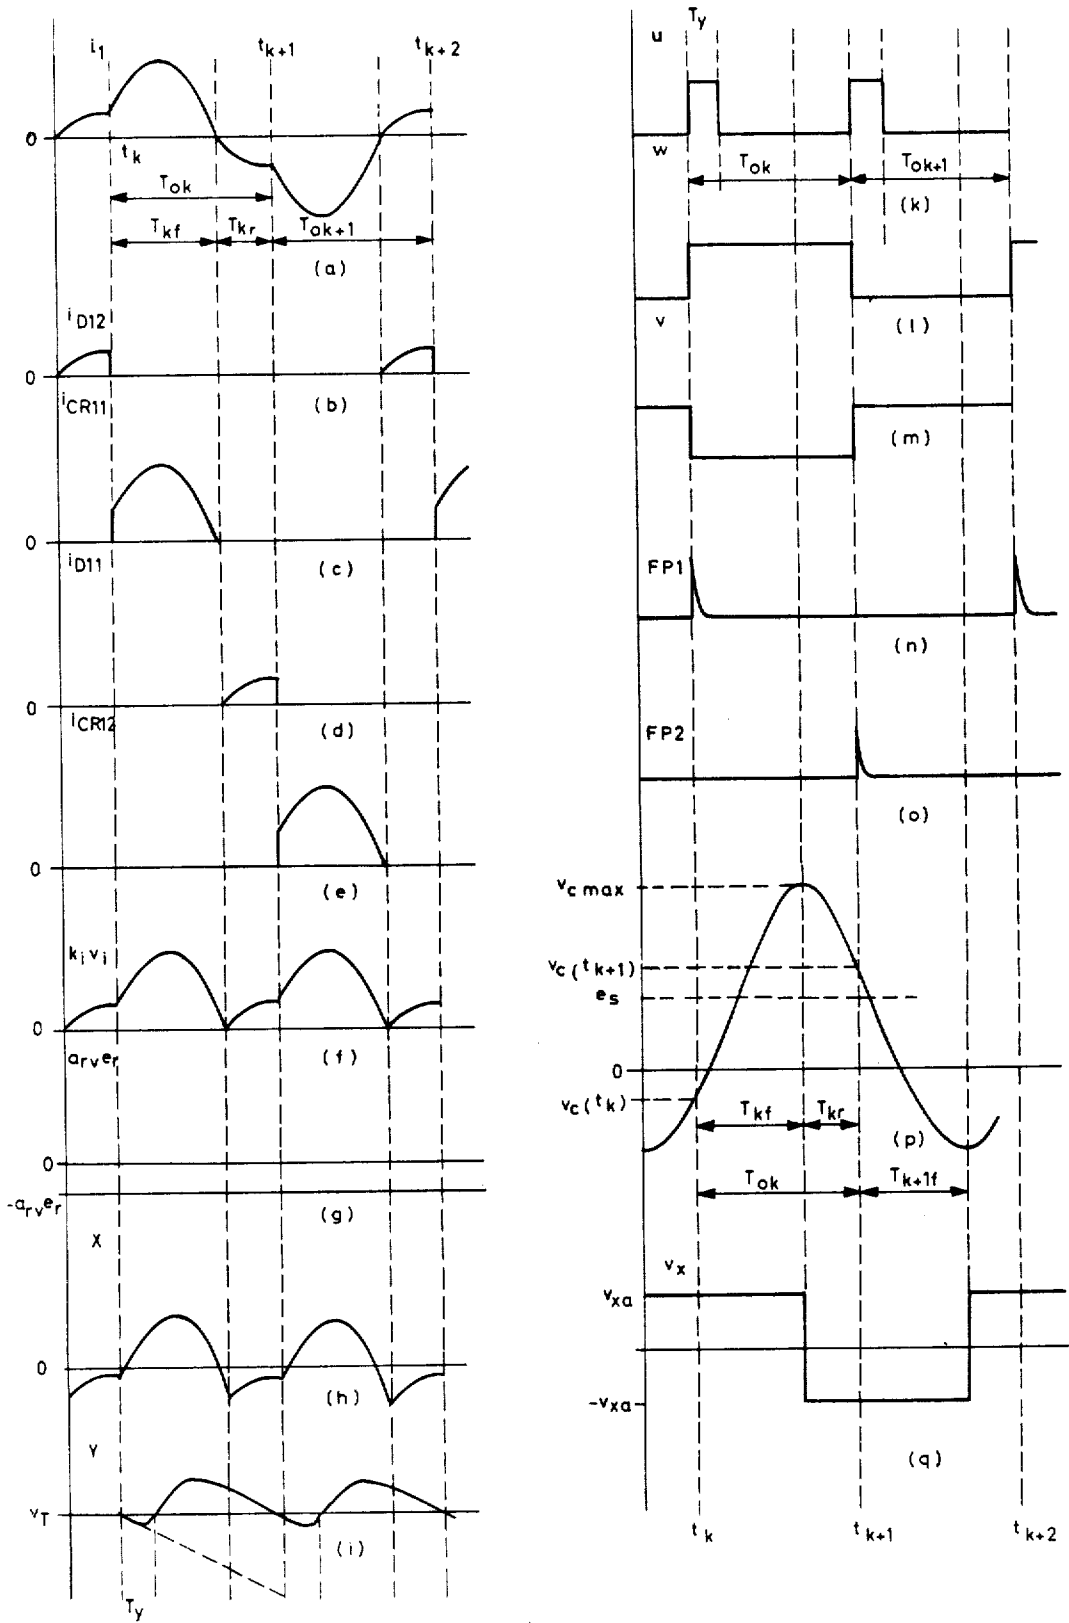 i1 tk+1 tk+2
0
tk
Tok
Tkf Tkr Tok+1
(a)
iD12
0
(b)
iCR11
0
(c)
iD11
0
(d)
iCR12
0
(e)
kivi
0
(f)
arver
0
-arver
(g)
X
0
(h)
Y
vT
(i)
Ty
u Ty
w
Tok Tok+1
(k)
(l)
v
(m)
FP1
(n)
FP2
(o)
vc max
vc(tk+1)
es
0
vc(tk)
Tkf Tkr (p)
Tok Tk+1f
vx
vxa
-vxa
(q)
tk tk+1 tk+2